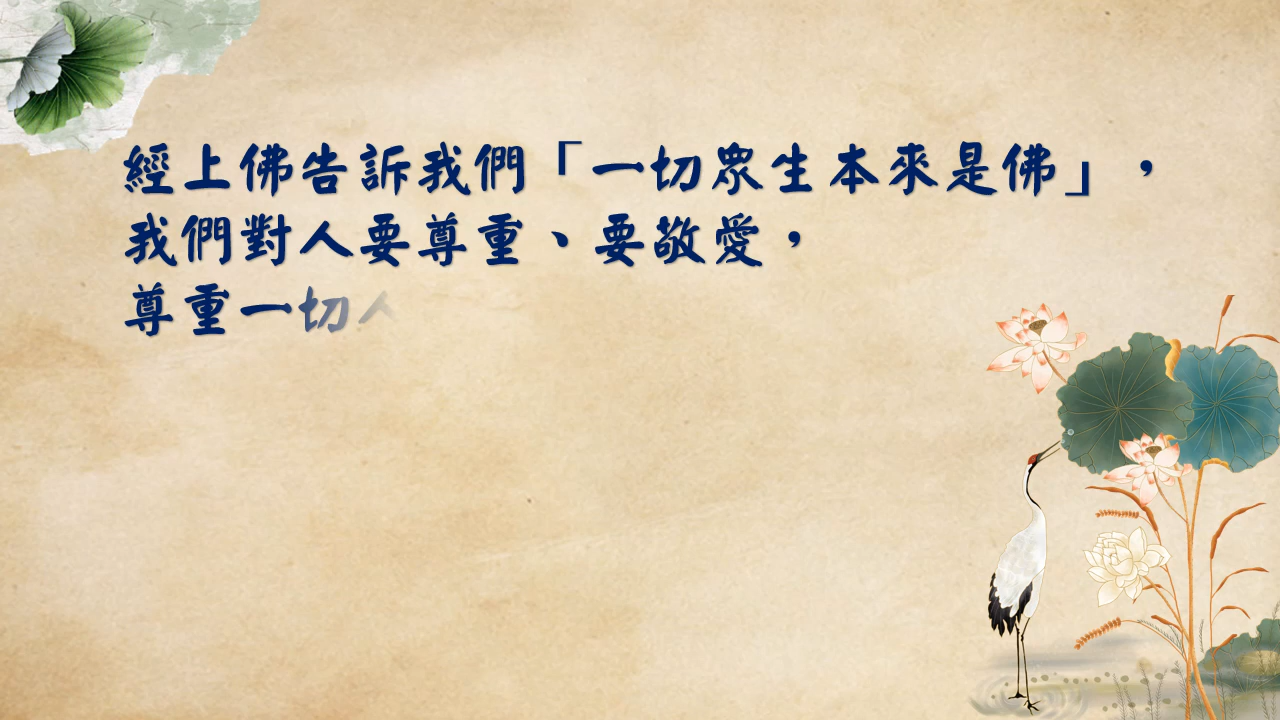 經上佛告訴我們「一切眾生本來是佛」，
我們對人要尊重、要敬愛，
尊重一切人